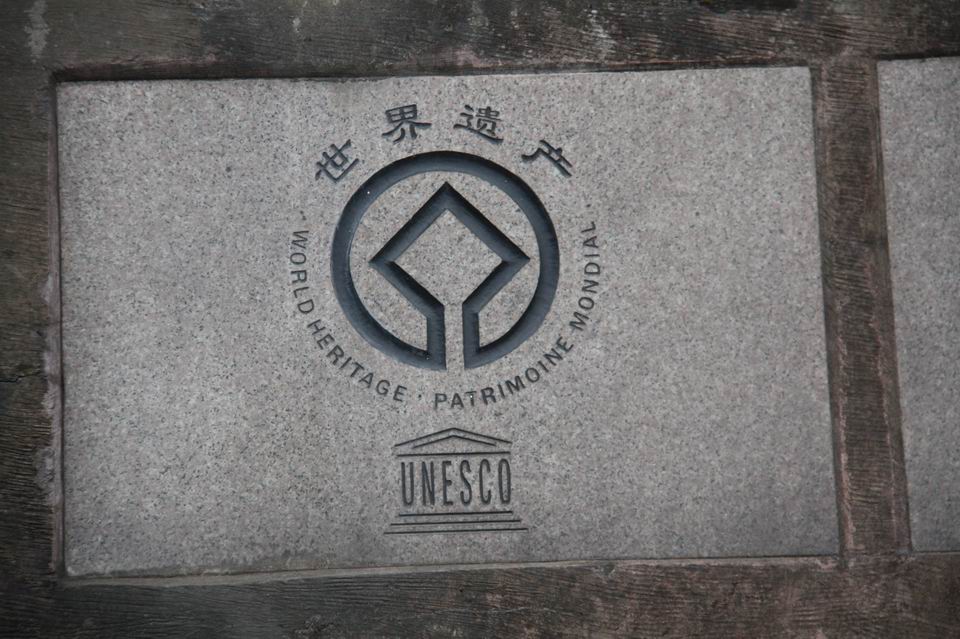 世界遗产
· WORLD HERITAGE · PATRIMOINE MONDIAL ·
UNESCO